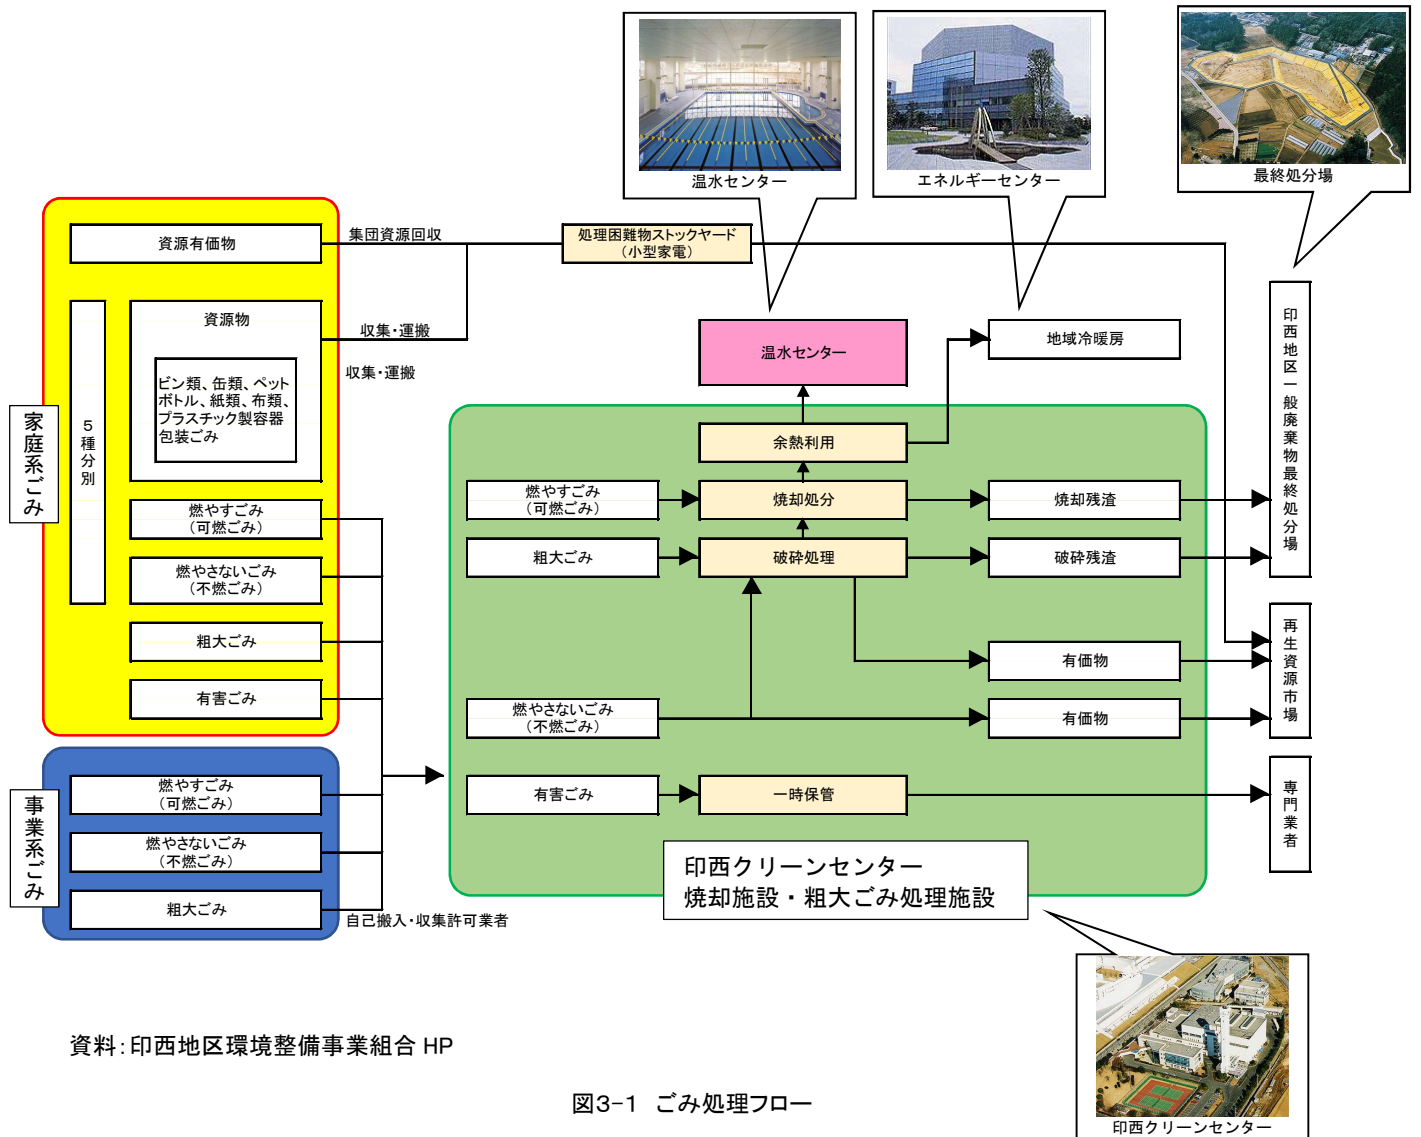 温水センター
エネルギーセンター
最終処分場
家庭系ごみ
資源有価物
集団資源回収
処理困難物ストックヤード
（小型家電）
5種分別
資源物
収集・運搬
収集・運搬
ビン類、缶類、ペット
ボトル、紙類、布類、
プラスチック製容器
包装ごみ
燃やすごみ
（可燃ごみ）
燃やさないごみ
（不燃ごみ）
粗大ごみ
有害ごみ
事業系ごみ
燃やすごみ
（可燃ごみ）
燃やさないごみ
（不燃ごみ）
粗大ごみ
自己搬入・収集許可業者
温水センター
地域冷暖房
余熱利用
燃やすごみ
（可燃ごみ）
焼却処分
焼却残渣
粗大ごみ
破砕処理
破砕残渣
有価物
燃やさないごみ
（不燃ごみ）
有価物
有害ごみ
一時保管
印西クリーンセンター
焼却施設・粗大ごみ処理施設
印西地区一般廃棄物最終処分場
再生資源市場
専門業者
印西クリーンセンター
資料：印西地区環境整備事業組合 HP
図3-1 ごみ処理フロー